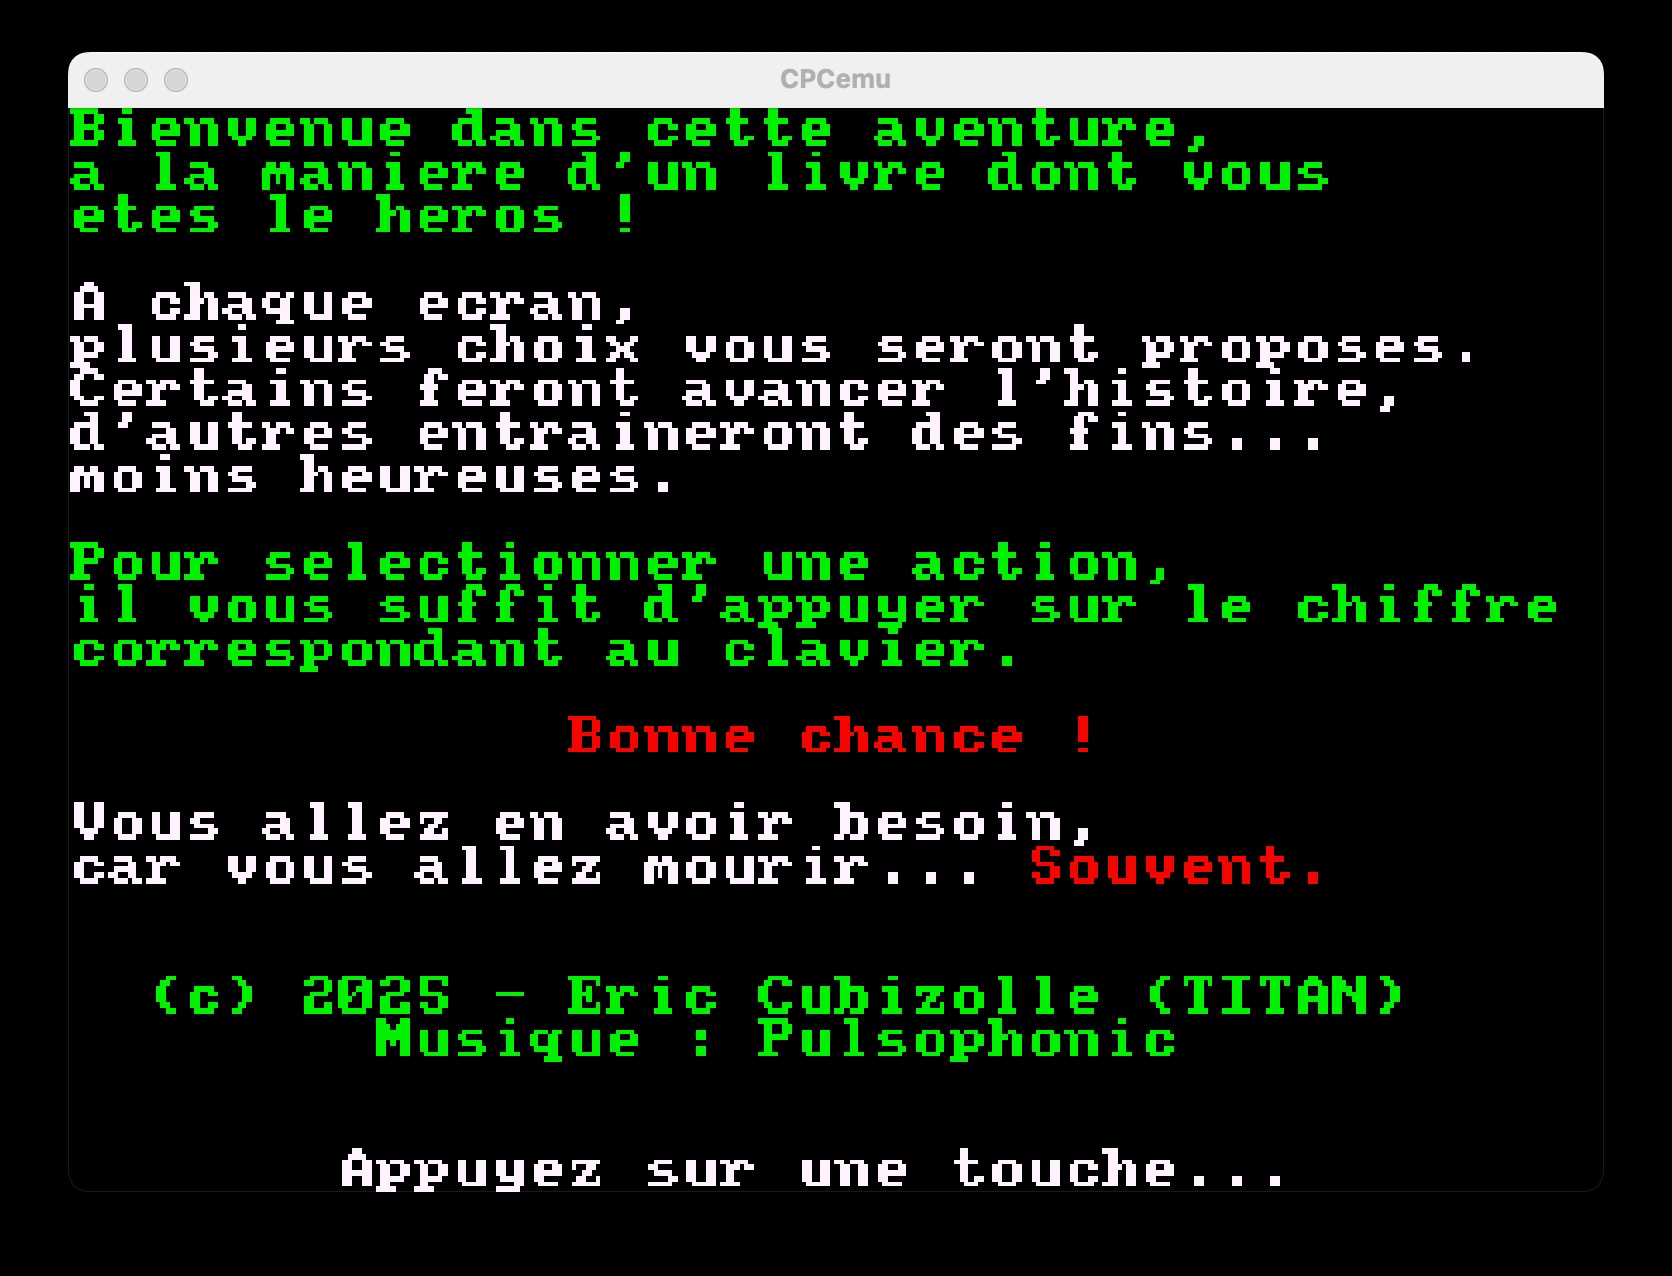 CPCemu
Bienvenue dans cette aventure,
a la maniere d'un livre dont vous
etes le heros !
A chaque ecran,
plusieurs choix vous seront proposes.
Certains feront avancer l'histoire,
d'autres entraineront des fins...
moins heureuses.
Pour selectionner une action,
il vous suffit d'appuyer sur le chiffre
correspondant au clavier.
Bonne chance !
Vous allez en avoir besoin,
car vous allez mourir... Souvent.
(c) 2025 - Eric Cubizolle (TITAN)
Musique : Pulsophonic
Appuyez sur une touche...